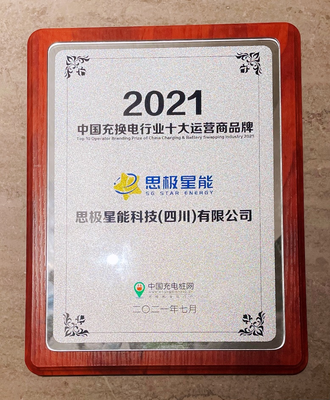 2021
中国充换电行业十大运营商品牌
Top 10 Operator Branding Prize of China Charging & Battery Swapping Industry 2021
思极星能
SG STAR ENERGY
思极星能科技(四川)有限公司
中国充电桩网
二〇二一年七月